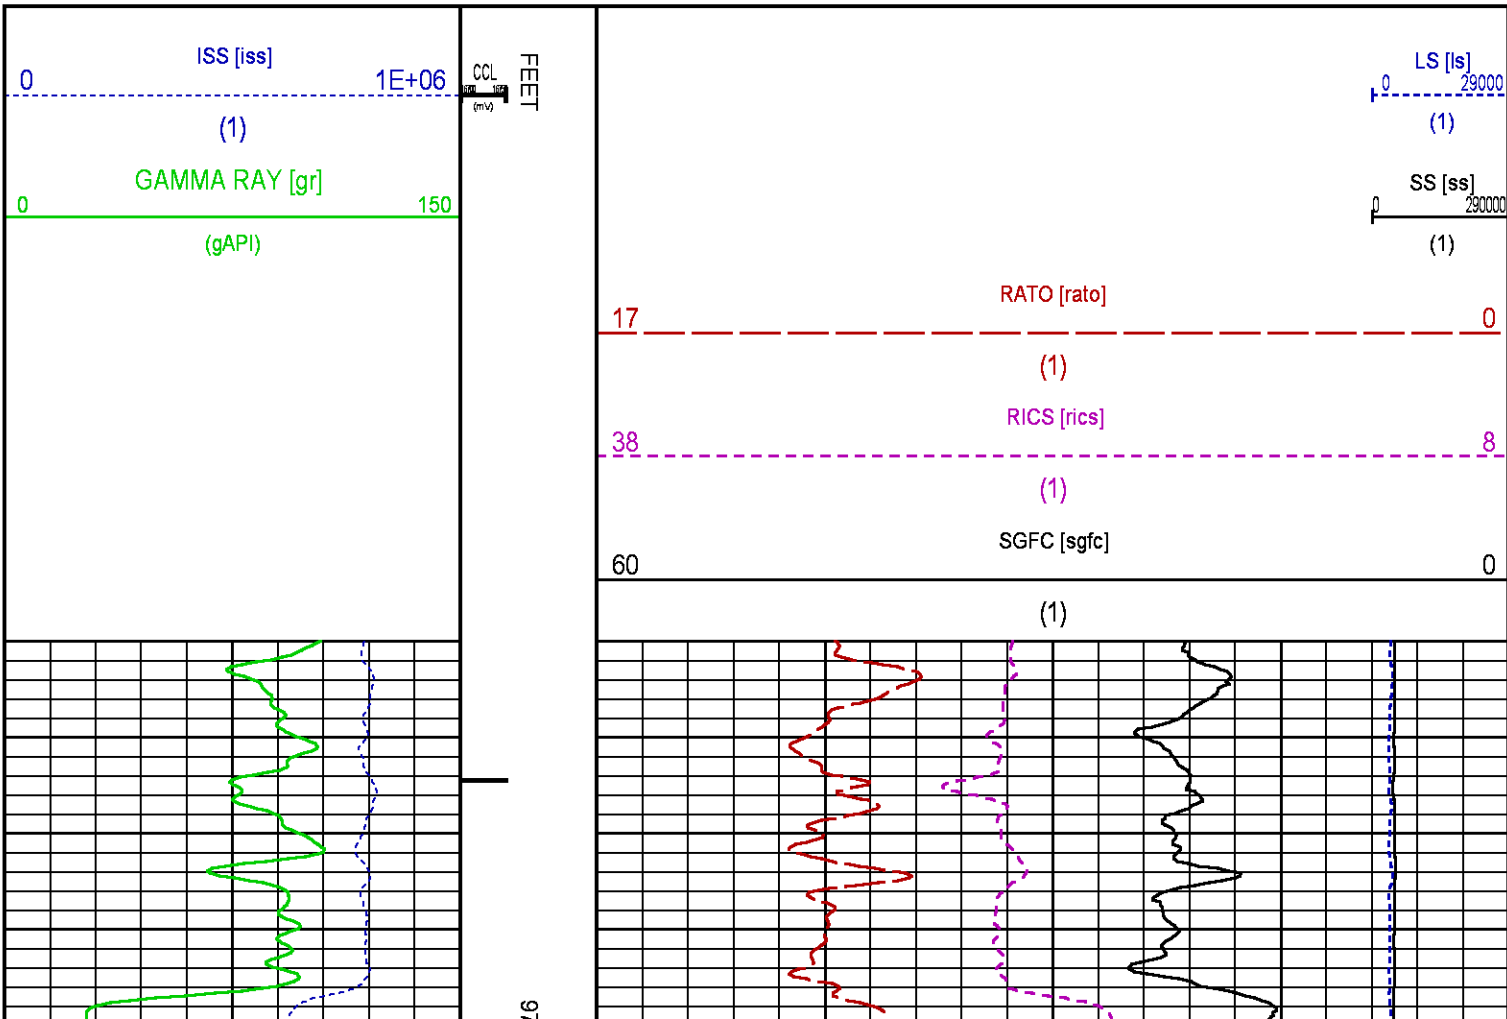 ISS [iss]
0 1E+06
(1)
GAMMA RAY [gr]
0 150
(gAPI)
CCL
(mV)
FEET
LS [ls]
0 29000
(1)
SS [ss]
0 290000
(1)
RATO [rato]
17 0
(1)
RICS [rics]
38 8
(1)
SGFC [sgfc]
60 0
(1)